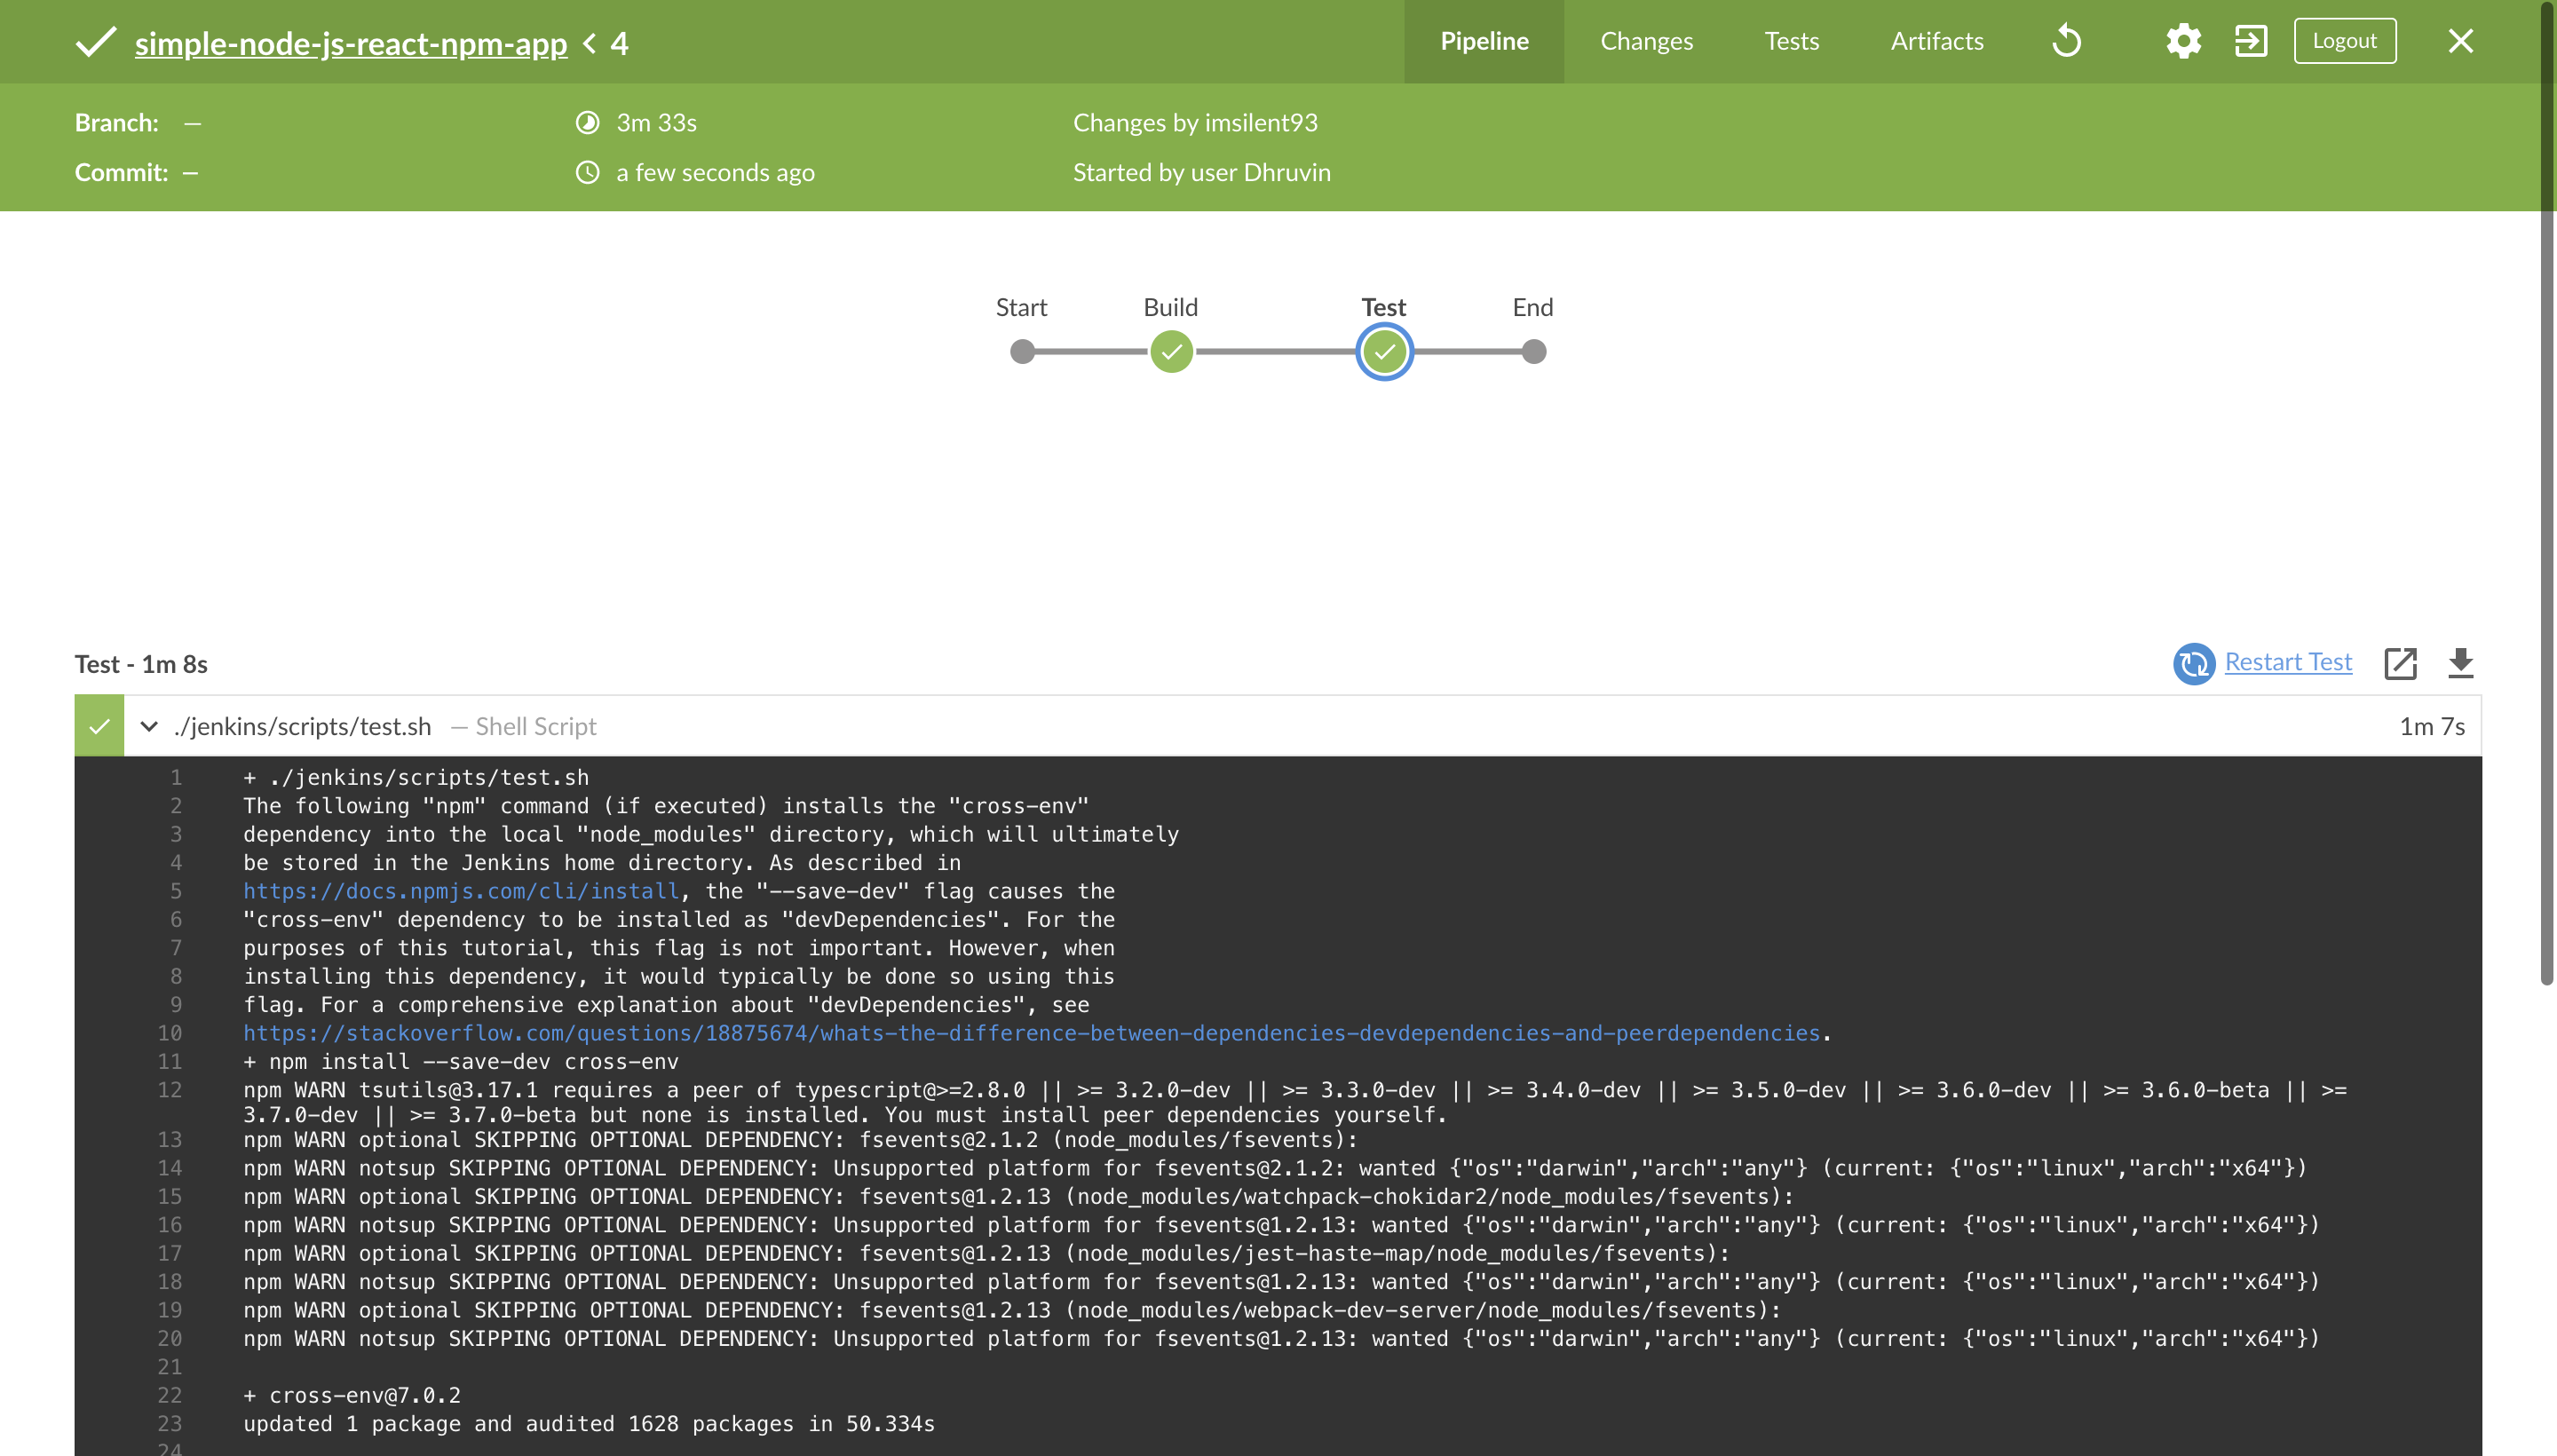 simple-node-js-react-npm-app < 4
Pipeline Changes Tests Artifacts Logout
Branch: — 3m 33s Changes by imsilent93
Commit: — a few seconds ago Started by user Dhruvin
Start Build Test End
Test - 1m 8s Restart Test
./jenkins/scripts/test.sh — Shell Script 1m 7s
1 + ./jenkins/scripts/test.sh
2 The following "npm" command (if executed) installs the "cross-env"
3 dependency into the local "node_modules" directory, which will ultimately
4 be stored in the Jenkins home directory. As described in
5 https://docs.npmjs.com/cli/install, the "--save-dev" flag causes the
6 "cross-env" dependency to be installed as "devDependencies". For the
7 purposes of this tutorial, this flag is not important. However, when
8 installing this dependency, it would typically be done so using this
9 flag. For a comprehensive explanation about "devDependencies", see
10 https://stackoverflow.com/questions/18875674/whats-the-difference-between-dependencies-devdependencies-and-peerdependencies.
11 + npm install --save-dev cross-env
12 npm WARN tsutils@3.17.1 requires a peer of typescript@>=2.8.0 || >= 3.2.0-dev || >= 3.3.0-dev || >= 3.4.0-dev || >= 3.5.0-dev || >= 3.6.0-dev || >= 3.6.0-beta || >=
3.7.0-dev || >= 3.7.0-beta but none is installed. You must install peer dependencies yourself.
13 npm WARN optional SKIPPING OPTIONAL DEPENDENCY: fsevents@2.1.2 (node_modules/fsevents):
14 npm WARN notsup SKIPPING OPTIONAL DEPENDENCY: Unsupported platform for fsevents@2.1.2: wanted {"os":"darwin","arch":"any"} (current: {"os":"linux","arch":"x64"})
15 npm WARN optional SKIPPING OPTIONAL DEPENDENCY: fsevents@1.2.13 (node_modules/watchpack-chokidar2/node_modules/fsevents):
16 npm WARN notsup SKIPPING OPTIONAL DEPENDENCY: Unsupported platform for fsevents@1.2.13: wanted {"os":"darwin","arch":"any"} (current: {"os":"linux","arch":"x64"})
17 npm WARN optional SKIPPING OPTIONAL DEPENDENCY: fsevents@1.2.13 (node_modules/jest-haste-map/node_modules/fsevents):
18 npm WARN notsup SKIPPING OPTIONAL DEPENDENCY: Unsupported platform for fsevents@1.2.13: wanted {"os":"darwin","arch":"any"} (current: {"os":"linux","arch":"x64"})
19 npm WARN optional SKIPPING OPTIONAL DEPENDENCY: fsevents@1.2.13 (node_modules/webpack-dev-server/node_modules/fsevents):
20 npm WARN notsup SKIPPING OPTIONAL DEPENDENCY: Unsupported platform for fsevents@1.2.13: wanted {"os":"darwin","arch":"any"} (current: {"os":"linux","arch":"x64"})
21
22 + cross-env@7.0.2
23 updated 1 package and audited 1628 packages in 50.334s
24